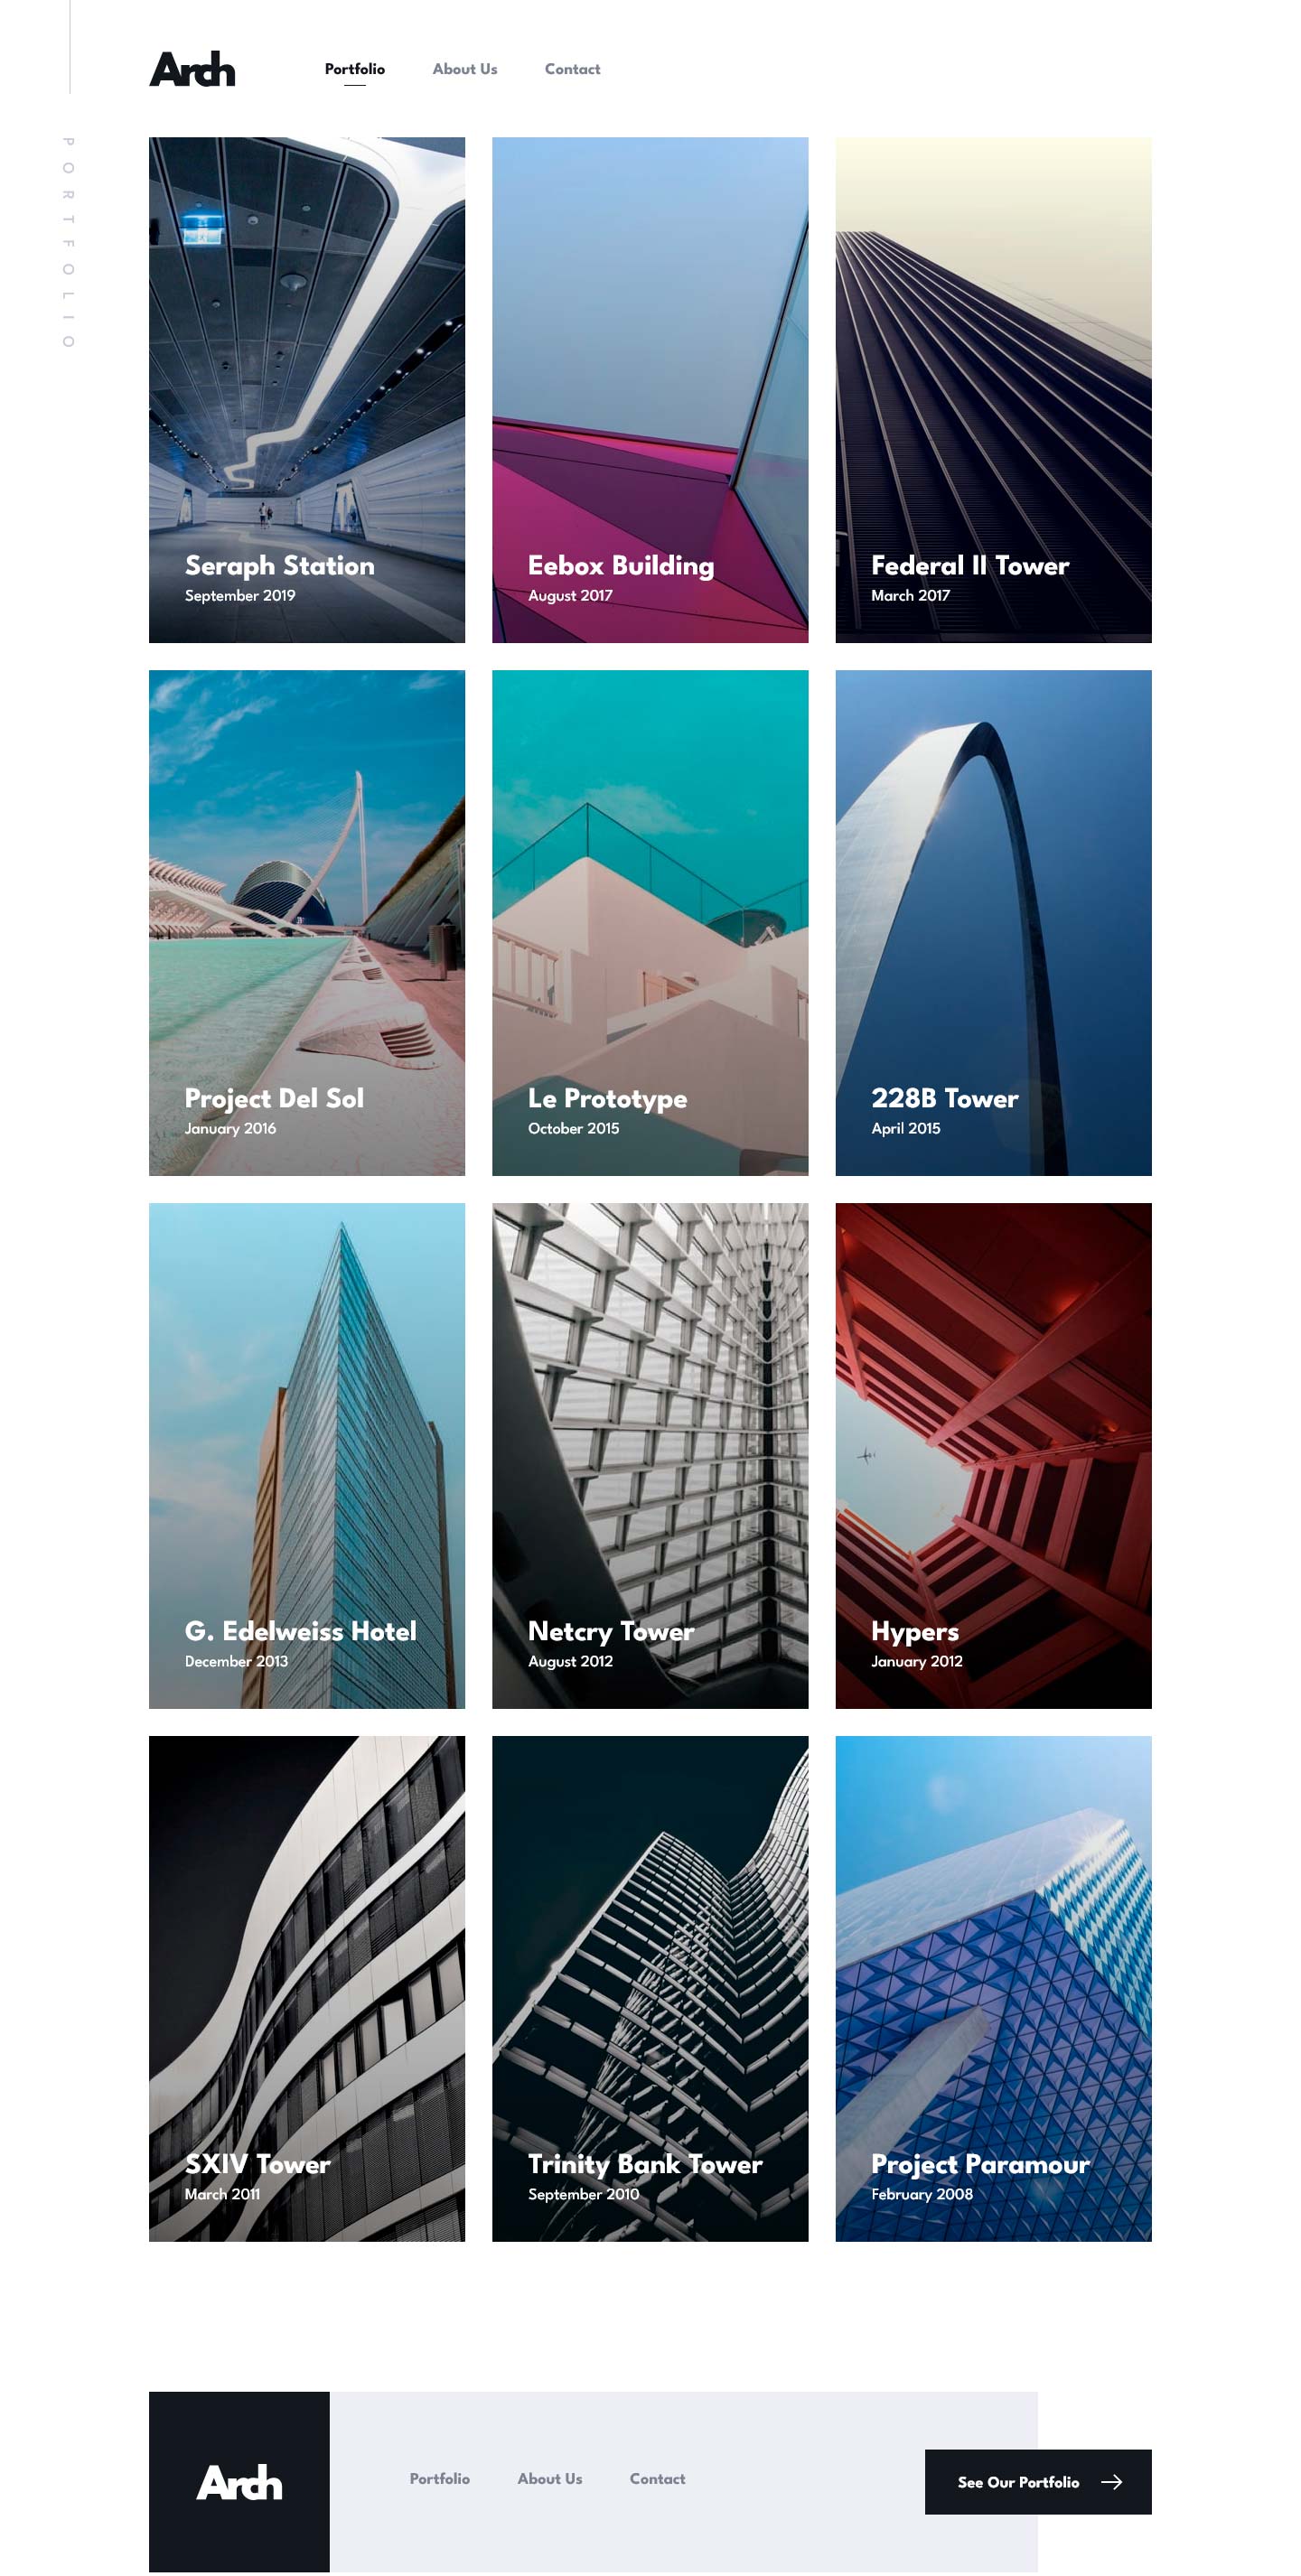 Arch
Portfolio About Us Contact
PORTFOLIO
Seraph Station
September 2019
Eebox Building
August 2017
Federal II Tower
March 2017
Project Del Sol
January 2016
Le Prototype
October 2015
228B Tower
April 2015
G. Edelweiss Hotel
December 2013
Netcry Tower
August 2012
Hypers
January 2012
SXIV Tower
March 2011
Trinity Bank Tower
September 2010
Project Paramour
February 2008
Arch
Portfolio About Us Contact
See Our Portfolio